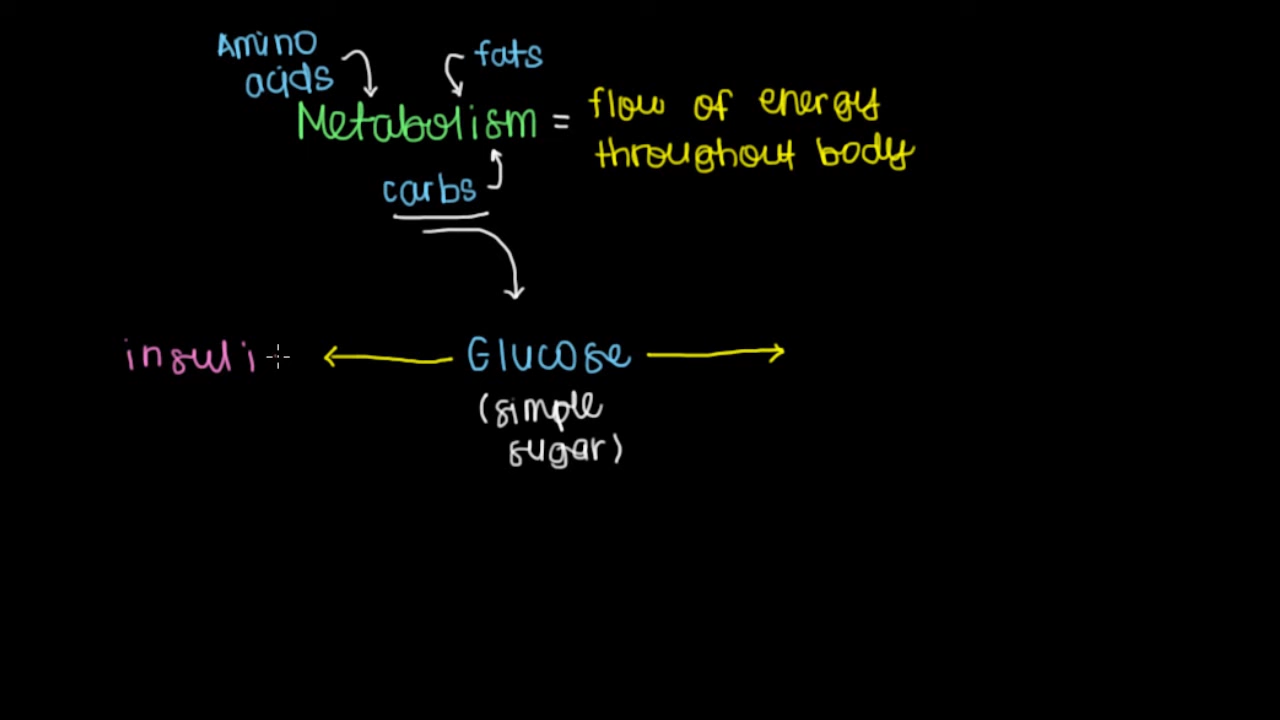 Amino
acids
fats
Metabolism = flow of energy
throughout body
carbs
insuli
Glucose
(simple
sugar)